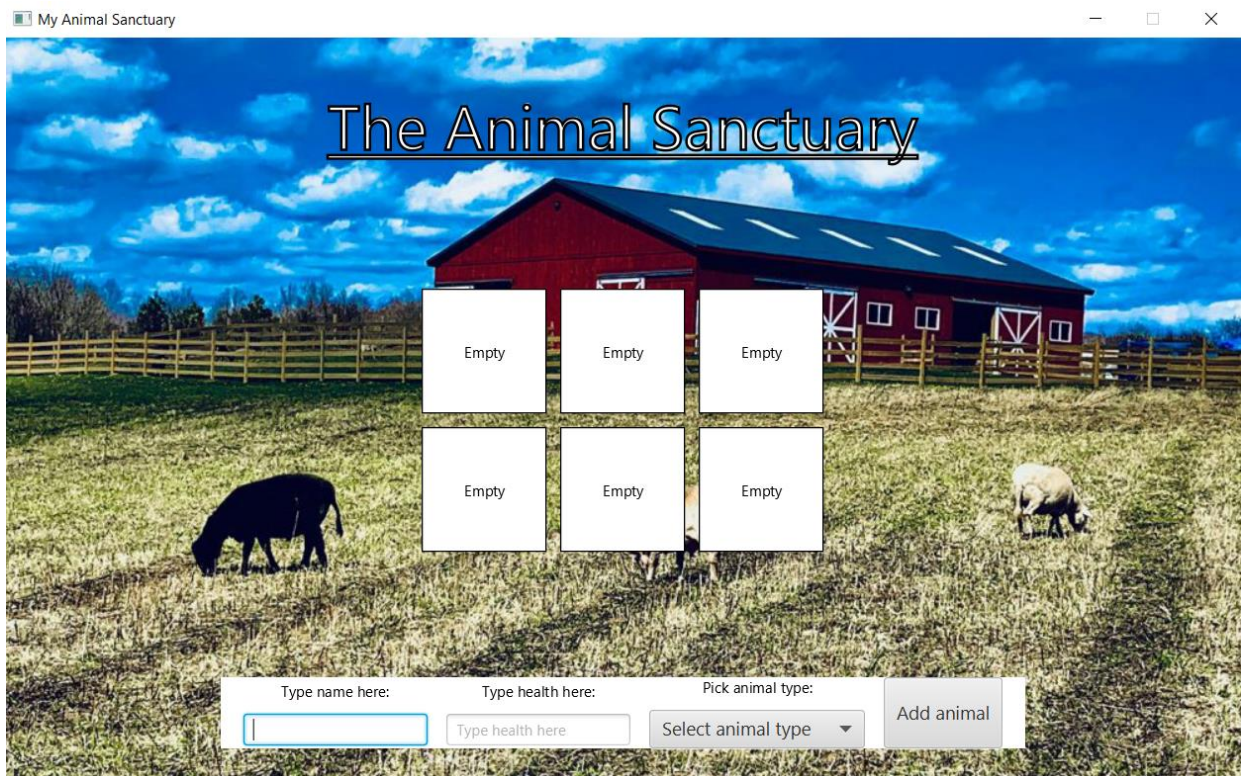 My Animal Sanctuary
The Animal Sanctuary
Empty Empty Empty
Empty Empty Empty
Type name here: Type health here: Pick animal type:
Type health here Select animal type Add animal